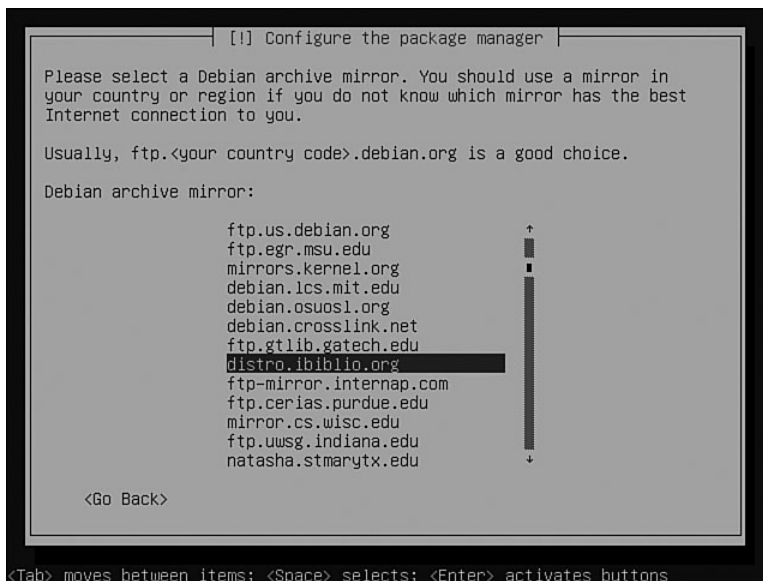 [!] Configure the package manager
Please select a Debian archive mirror. You should use a mirror in
your country or region if you do not know which mirror has the best
Internet connection to you.
Usually, ftp.<your country code>.debian.org is a good choice.
Debian archive mirror:
ftp.us.debian.org
ftp.egr.msu.edu
mirrors.kernel.org
debian.lcs.mit.edu
debian.osuosl.org
debian.crosslink.net
ftp.gtlib.gatech.edu
distro.ibiblio.org
ftp-mirror.internap.com
ftp.cerias.purdue.edu
mirror.cs.wisc.edu
ftp.uwsg.indiana.edu
natasha.stmarytx.edu
<Go Back>
<Tab> moves between items; <Space> selects; <Enter> activates buttons